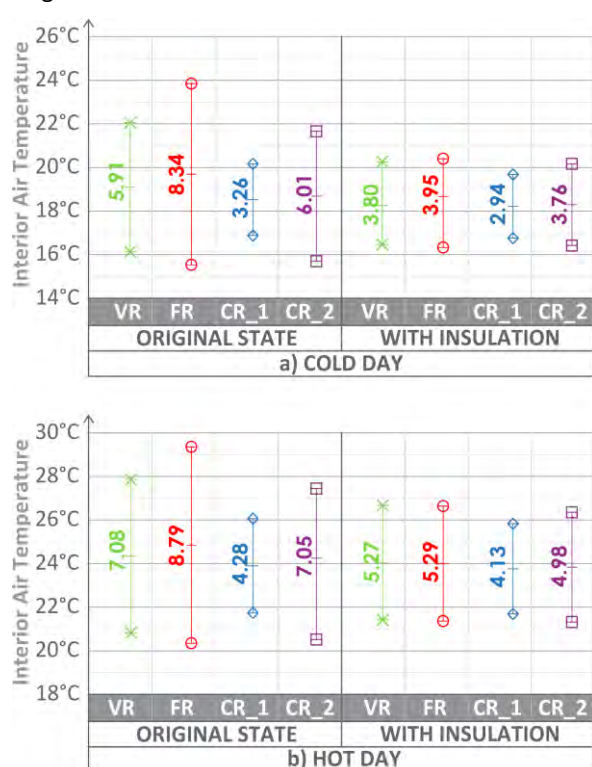 26°C
24°C
22°C
20°C
18°C
16°C
14°C
Interior Air Temperature
5.91 8.34 3.26 6.01 3.80 3.95 2.94 3.76
VR FR CR_1 CR_2 VR FR CR_1 CR_2
ORIGINAL STATE WITH INSULATION
a) COLD DAY
30°C
28°C
26°C
24°C
22°C
20°C
18°C
Interior Air Temperature
7.08 8.79 4.28 7.05 5.27 5.29 4.13 4.98
VR FR CR_1 CR_2 VR FR CR_1 CR_2
ORIGINAL STATE WITH INSULATION
b) HOT DAY